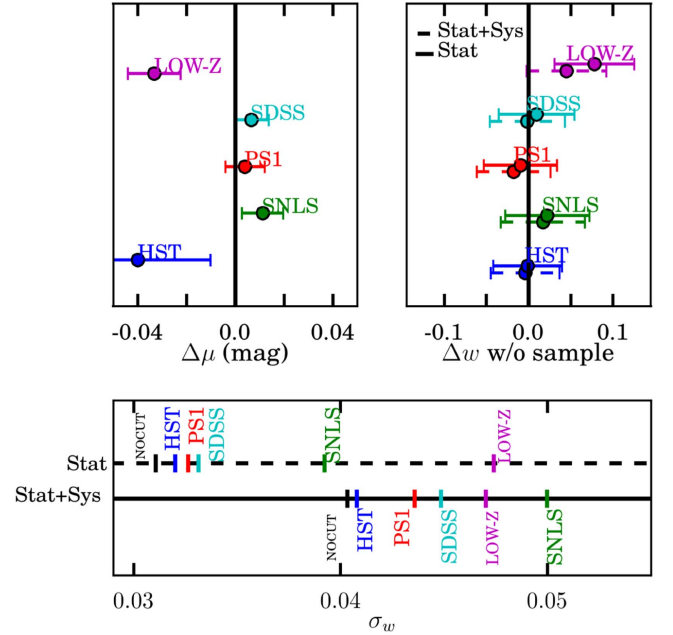 LOW-Z
SDSS
PS1
SNLS
HST
-0.04 0.0 0.04
Δμ (mag)
Stat+Sys
Stat
LOW-Z
SDSS
PS1
SNLS
HST
-0.1 0.0 0.1
Δw w/o sample
NOCUT HST PS1 SDSS SNLS LOW-Z
Stat
Stat+Sys
NOCUT HST PS1 SDSS LOW-Z SNLS
0.03 0.04 0.05
σw